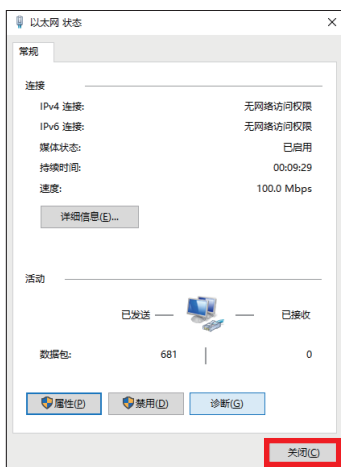 以太网 状态
常规
连接
IPv4 连接: 无网络访问权限
IPv6 连接: 无网络访问权限
媒体状态: 已启用
持续时间: 00:09:29
速度: 100.0 Mbps
详细信息(E)...
活动
已发送 — — 已接收
数据包: 681 0
属性(P) 禁用(D) 诊断(G)
关闭(C)